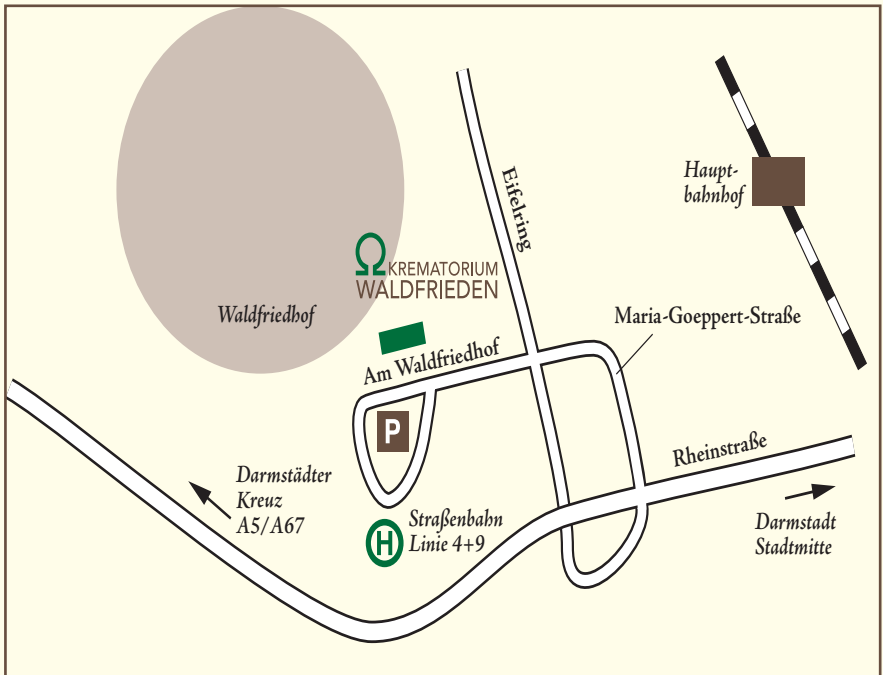 Eifelring
Haupt-
bahnhof
Ω KREMATORIUM
WALDFRIEDEN
Waldfriedhof
Maria-Goeppert-Straße
Am Waldfriedhof
P
Rheinstraße
Darmstädter
Kreuz
A5/A67
H
Straßenbahn
Linie 4+9
Darmstadt
Stadtmitte